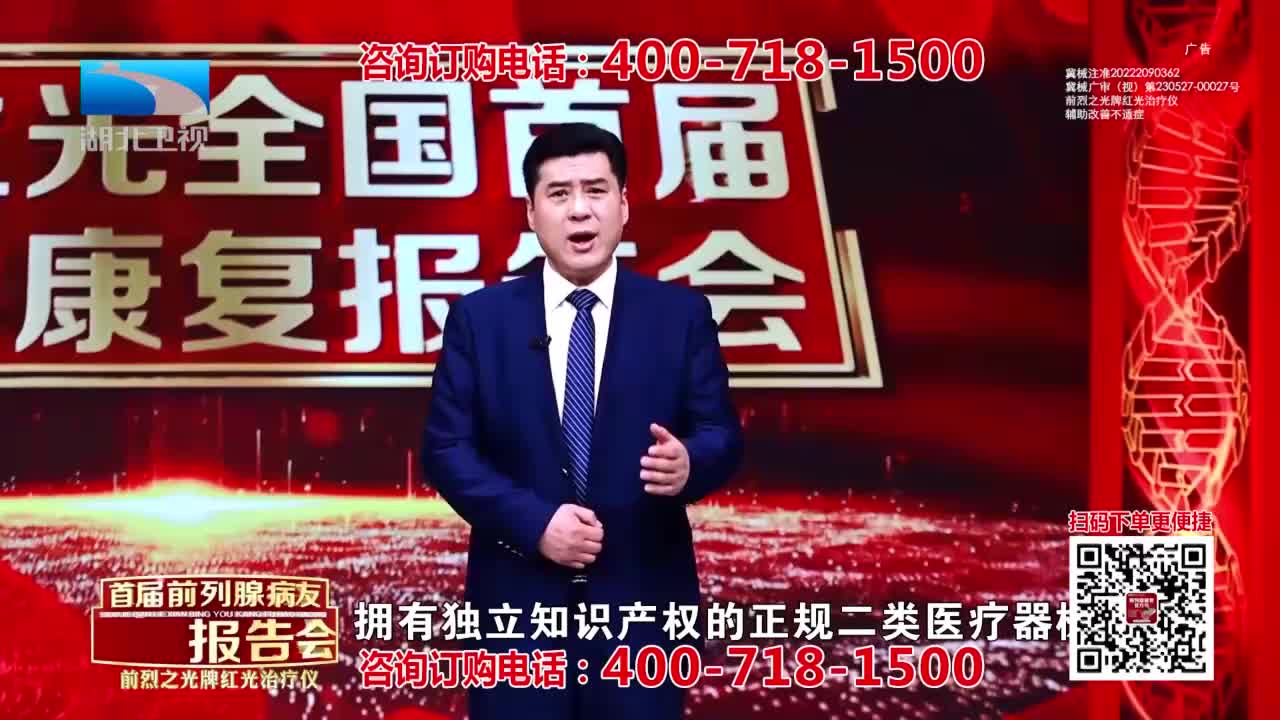 咨询订购电话：400-718-1500
广告
冀械注准20222090362
冀械广审（视）第230527-00027号
前烈之光牌红光治疗仪
辅助改善不适症
湖北卫视
光全国首届
康复报告会
扫码下单更便捷
首届前列腺病友
报告会
前烈之光牌红光治疗仪
拥有独立知识产权的正规二类医疗器
咨询订购电话：400-718-1500